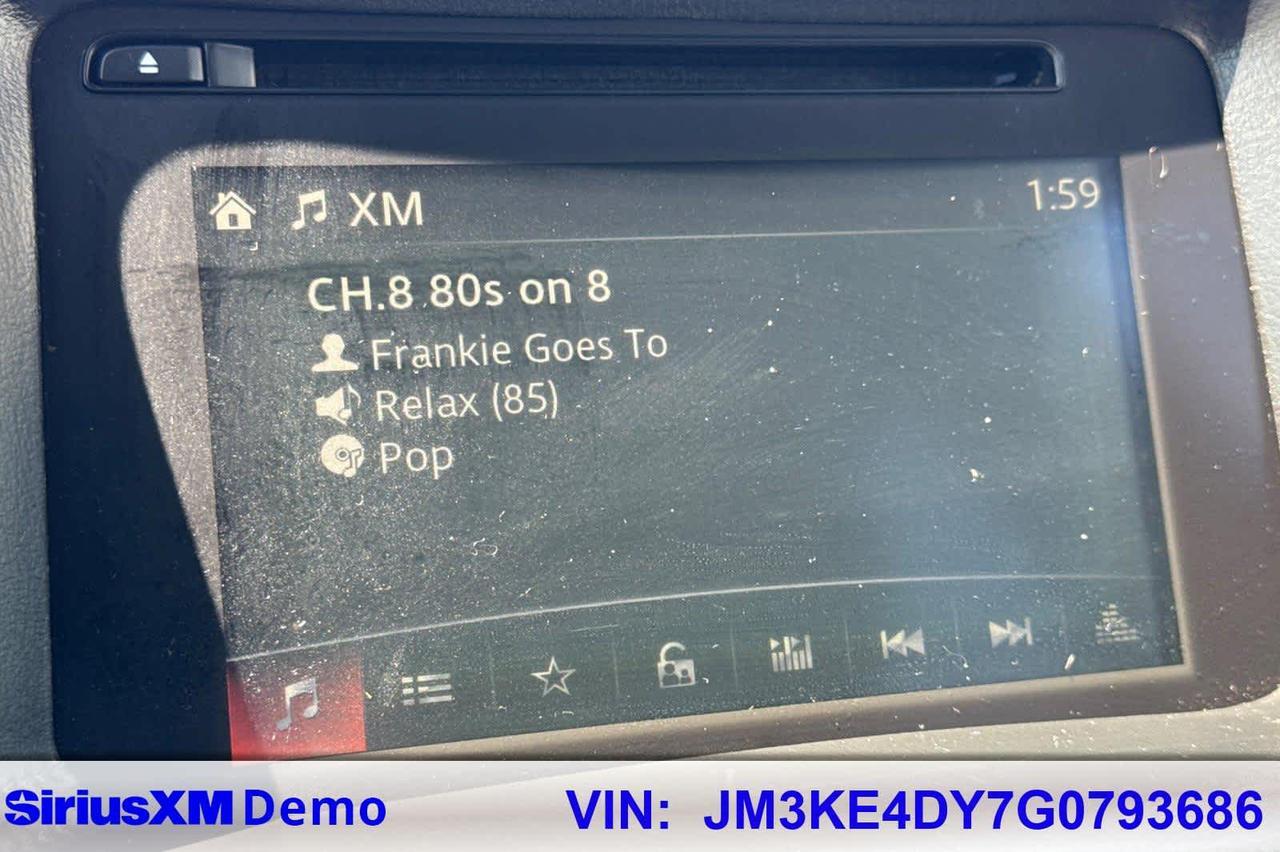 XM
1:59
CH.8 80s on 8
Frankie Goes To
Relax (85)
Pop
SiriusXM Demo
VIN: JM3KE4DY7G0793686